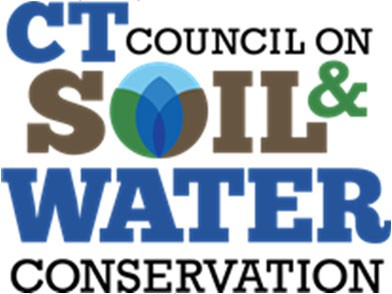 CT COUNCIL ON
SOIL &
WATER
CONSERVATION